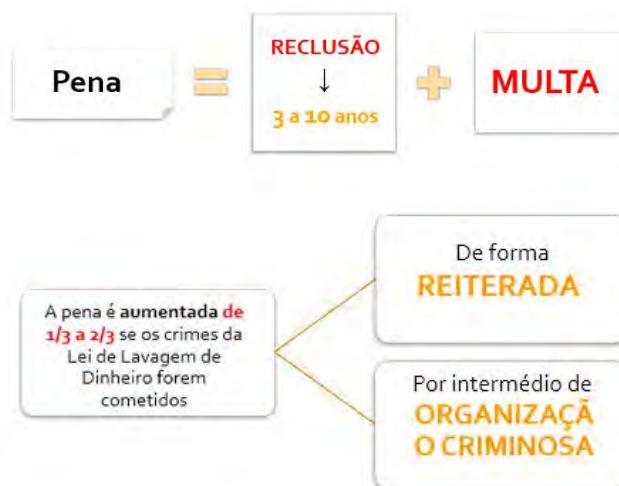 Pena
=
RECLUSÃO
↓
3 a 10 anos
+
MULTA
A pena é aumentada de
1/3 a 2/3 se os crimes da
Lei de Lavagem de
Dinheiro forem
cometidos
De forma
REITERADA
Por intermédio de
ORGANIZAÇÃ
O CRIMINOSA